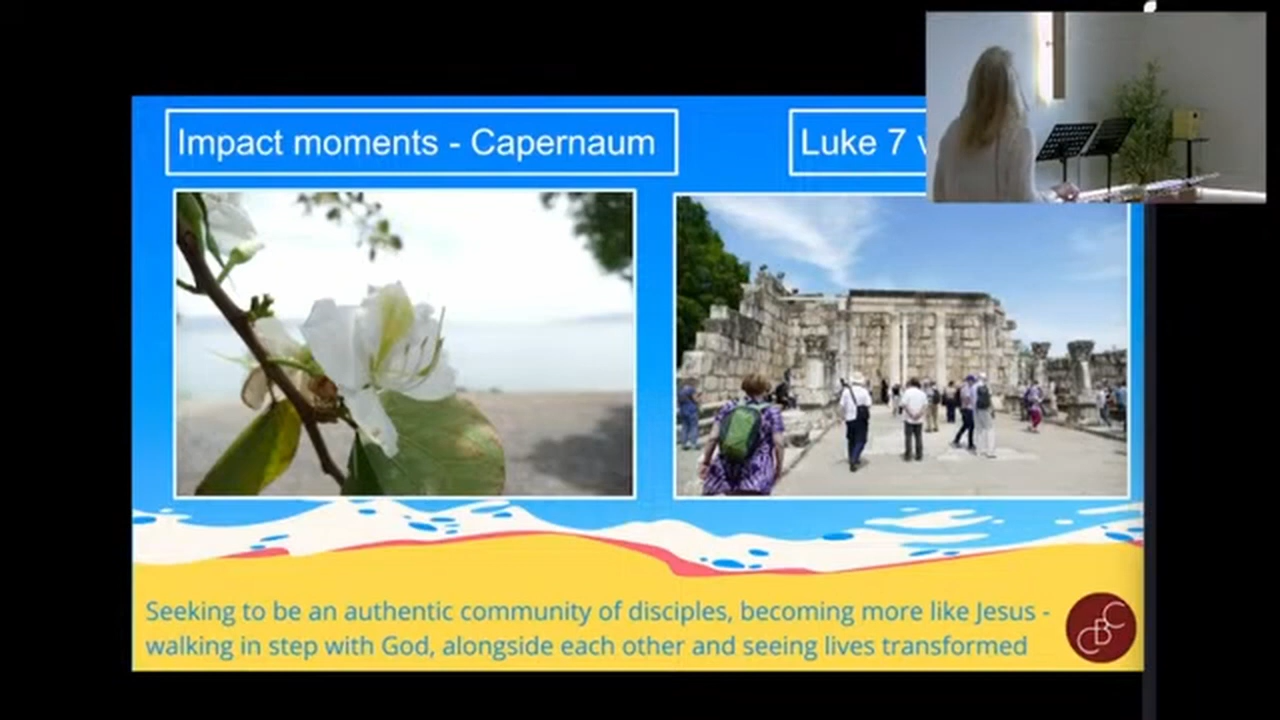 Impact moments - Capernaum
Luke 7 v
Seeking to be an authentic community of disciples, becoming more like Jesus -
walking in step with God, alongside each other and seeing lives transformed
CBC